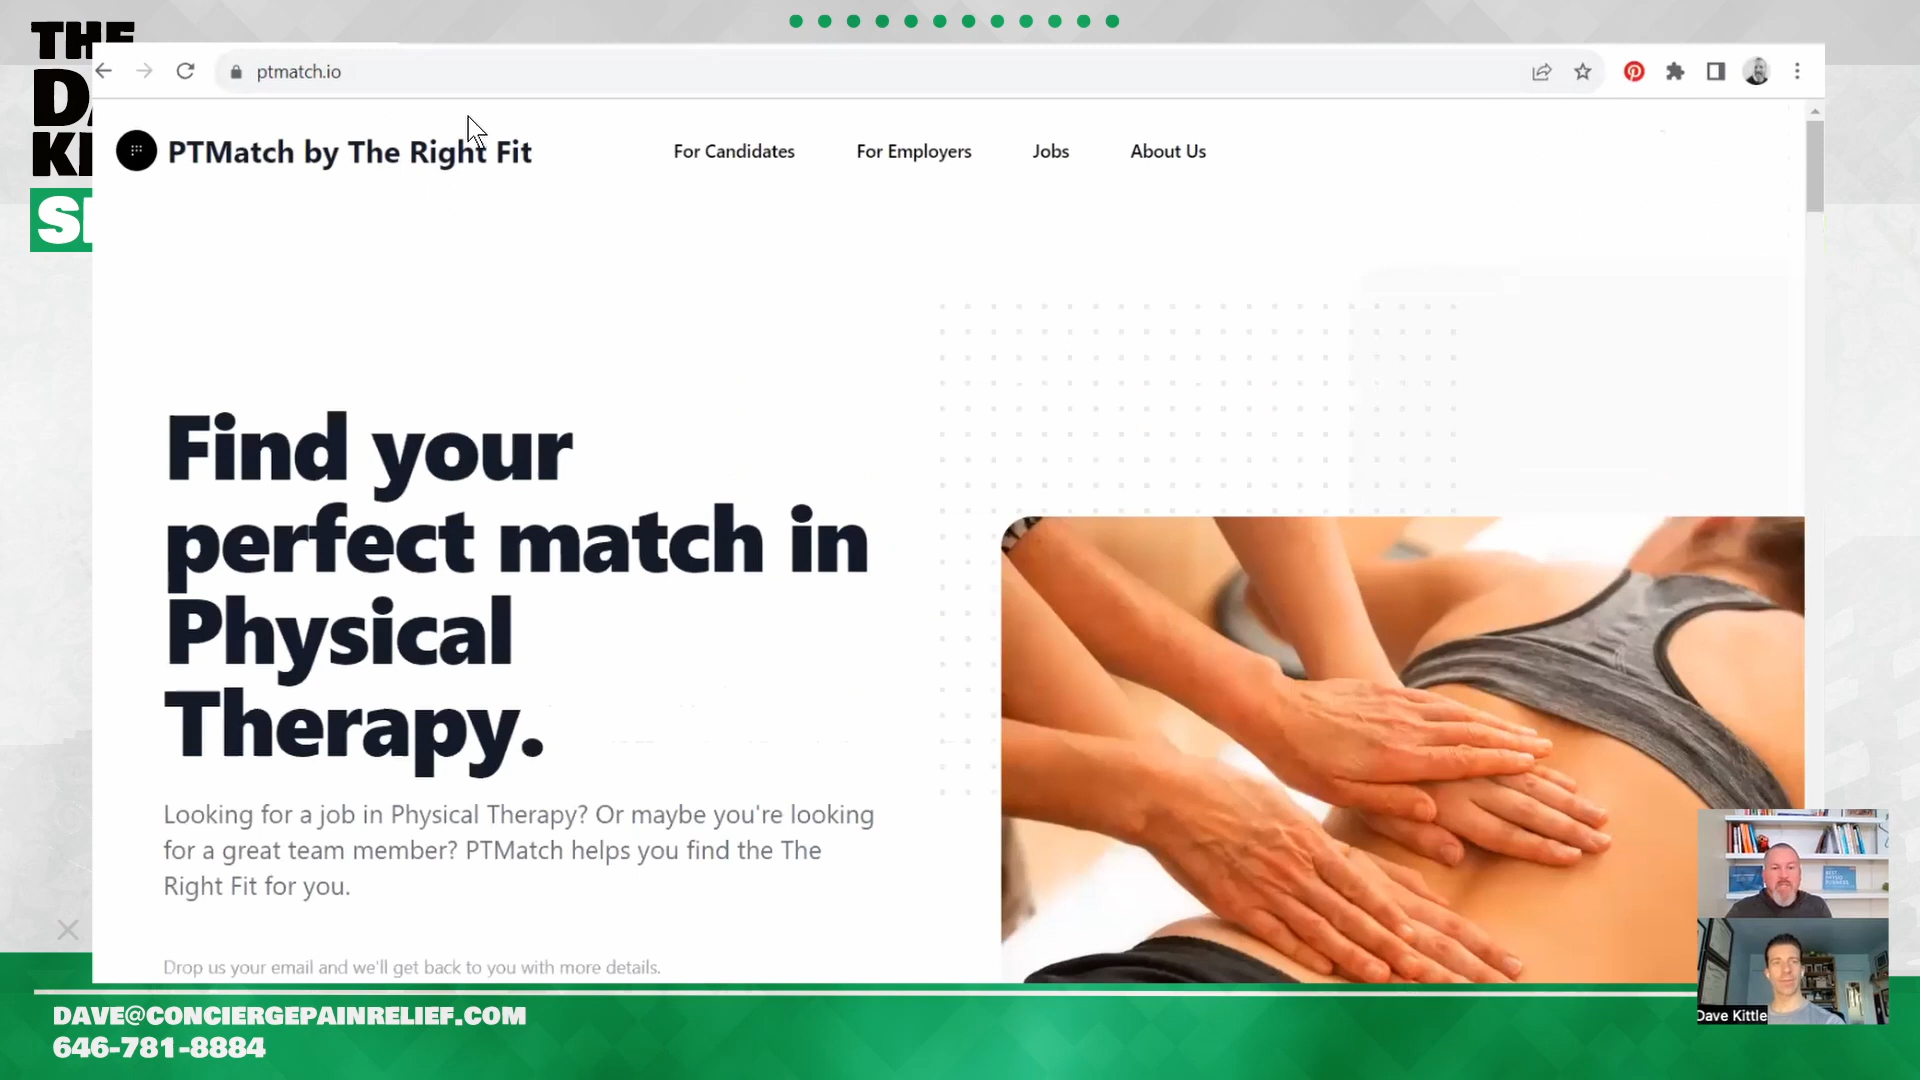 THE
ptmatch.io
PTMatch by The Right Fit
For Candidates
For Employers
Jobs
About Us
Find your
perfect match in
Physical
Therapy.
Looking for a job in Physical Therapy? Or maybe you're looking
for a great team member? PTMatch helps you find the The
Right Fit for you.
Drop us your email and we'll get back to you with more details.
Dave Kittle
DAVE@CONCIERGEPAINRELIEF.COM
646-781-8884